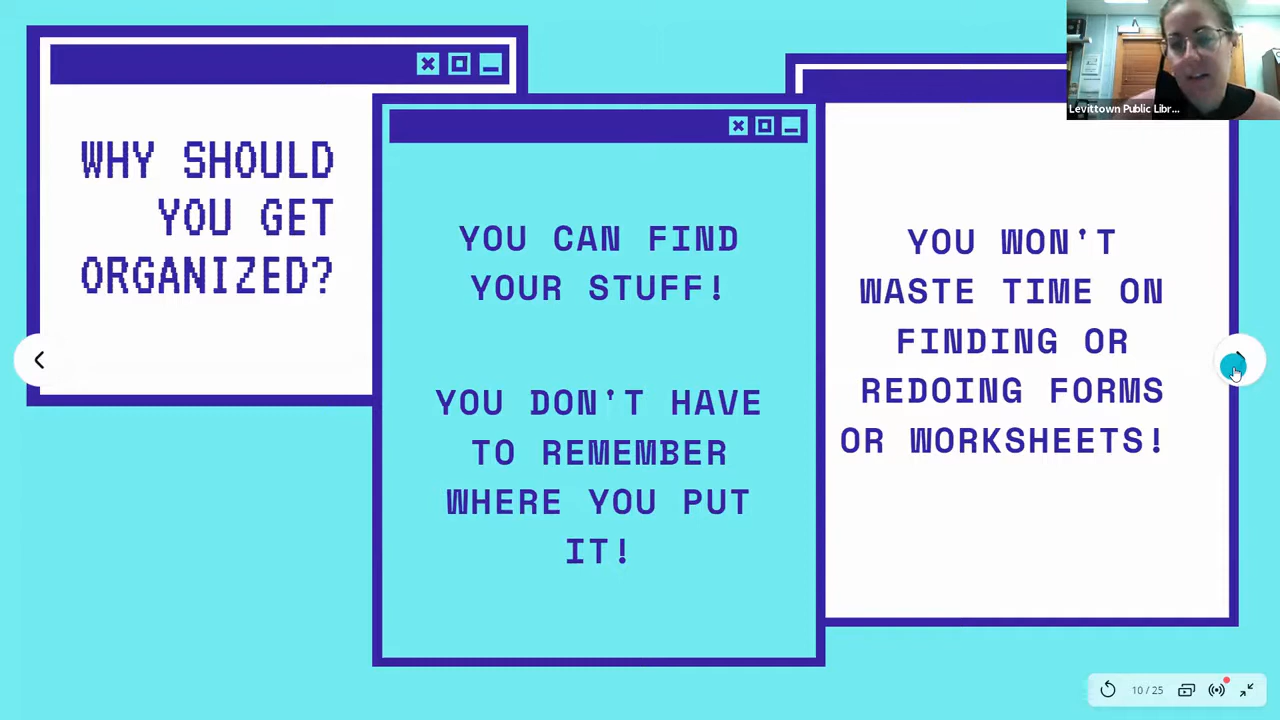 WHY SHOULD
YOU GET
ORGANIZED?
YOU CAN FIND
YOUR STUFF!
YOU DON'T HAVE
TO REMEMBER
WHERE YOU PUT
IT!
YOU WON'T
WASTE TIME ON
FINDING OR
REDOING FORMS
OR WORKSHEETS!
Levittown Public Libr...
10 / 25